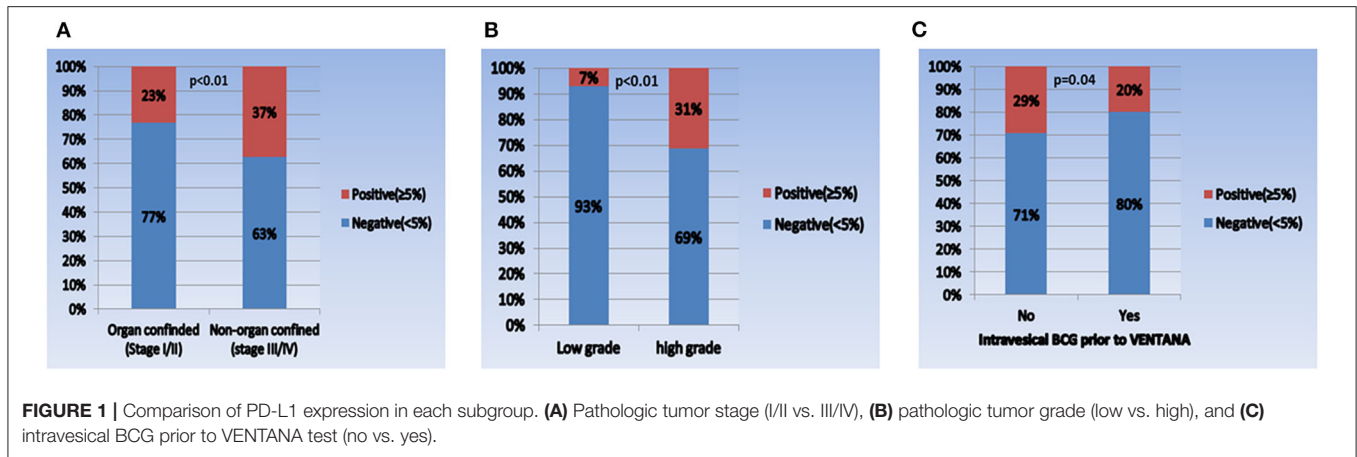 A
100%
90%
80%
70%
60%
50%
40%
30%
20%
10%
0%
23%
p<0.01
37%
77%
63%
Positive(≥5%)
Negative(<5%)
Organ confinded
(Stage I/II)
Non-organ confined
(stage III/IV)
B
100%
90%
80%
70%
60%
50%
40%
30%
20%
10%
0%
7%
p<0.01
31%
93%
69%
Positive(≥5%)
Negative(<5%)
Low grade
high grade
C
100%
90%
80%
70%
60%
50%
40%
30%
20%
10%
0%
29%
p=0.04
20%
71%
80%
Positive(≥5%)
Negative(<5%)
No
Yes
Intravesical BCG prior to VENTANA
FIGURE 1 | Comparison of PD-L1 expression in each subgroup. (A) Pathologic tumor stage (I/II vs. III/IV), (B) pathologic tumor grade (low vs. high), and (C)
intravesical BCG prior to VENTANA test (no vs. yes).